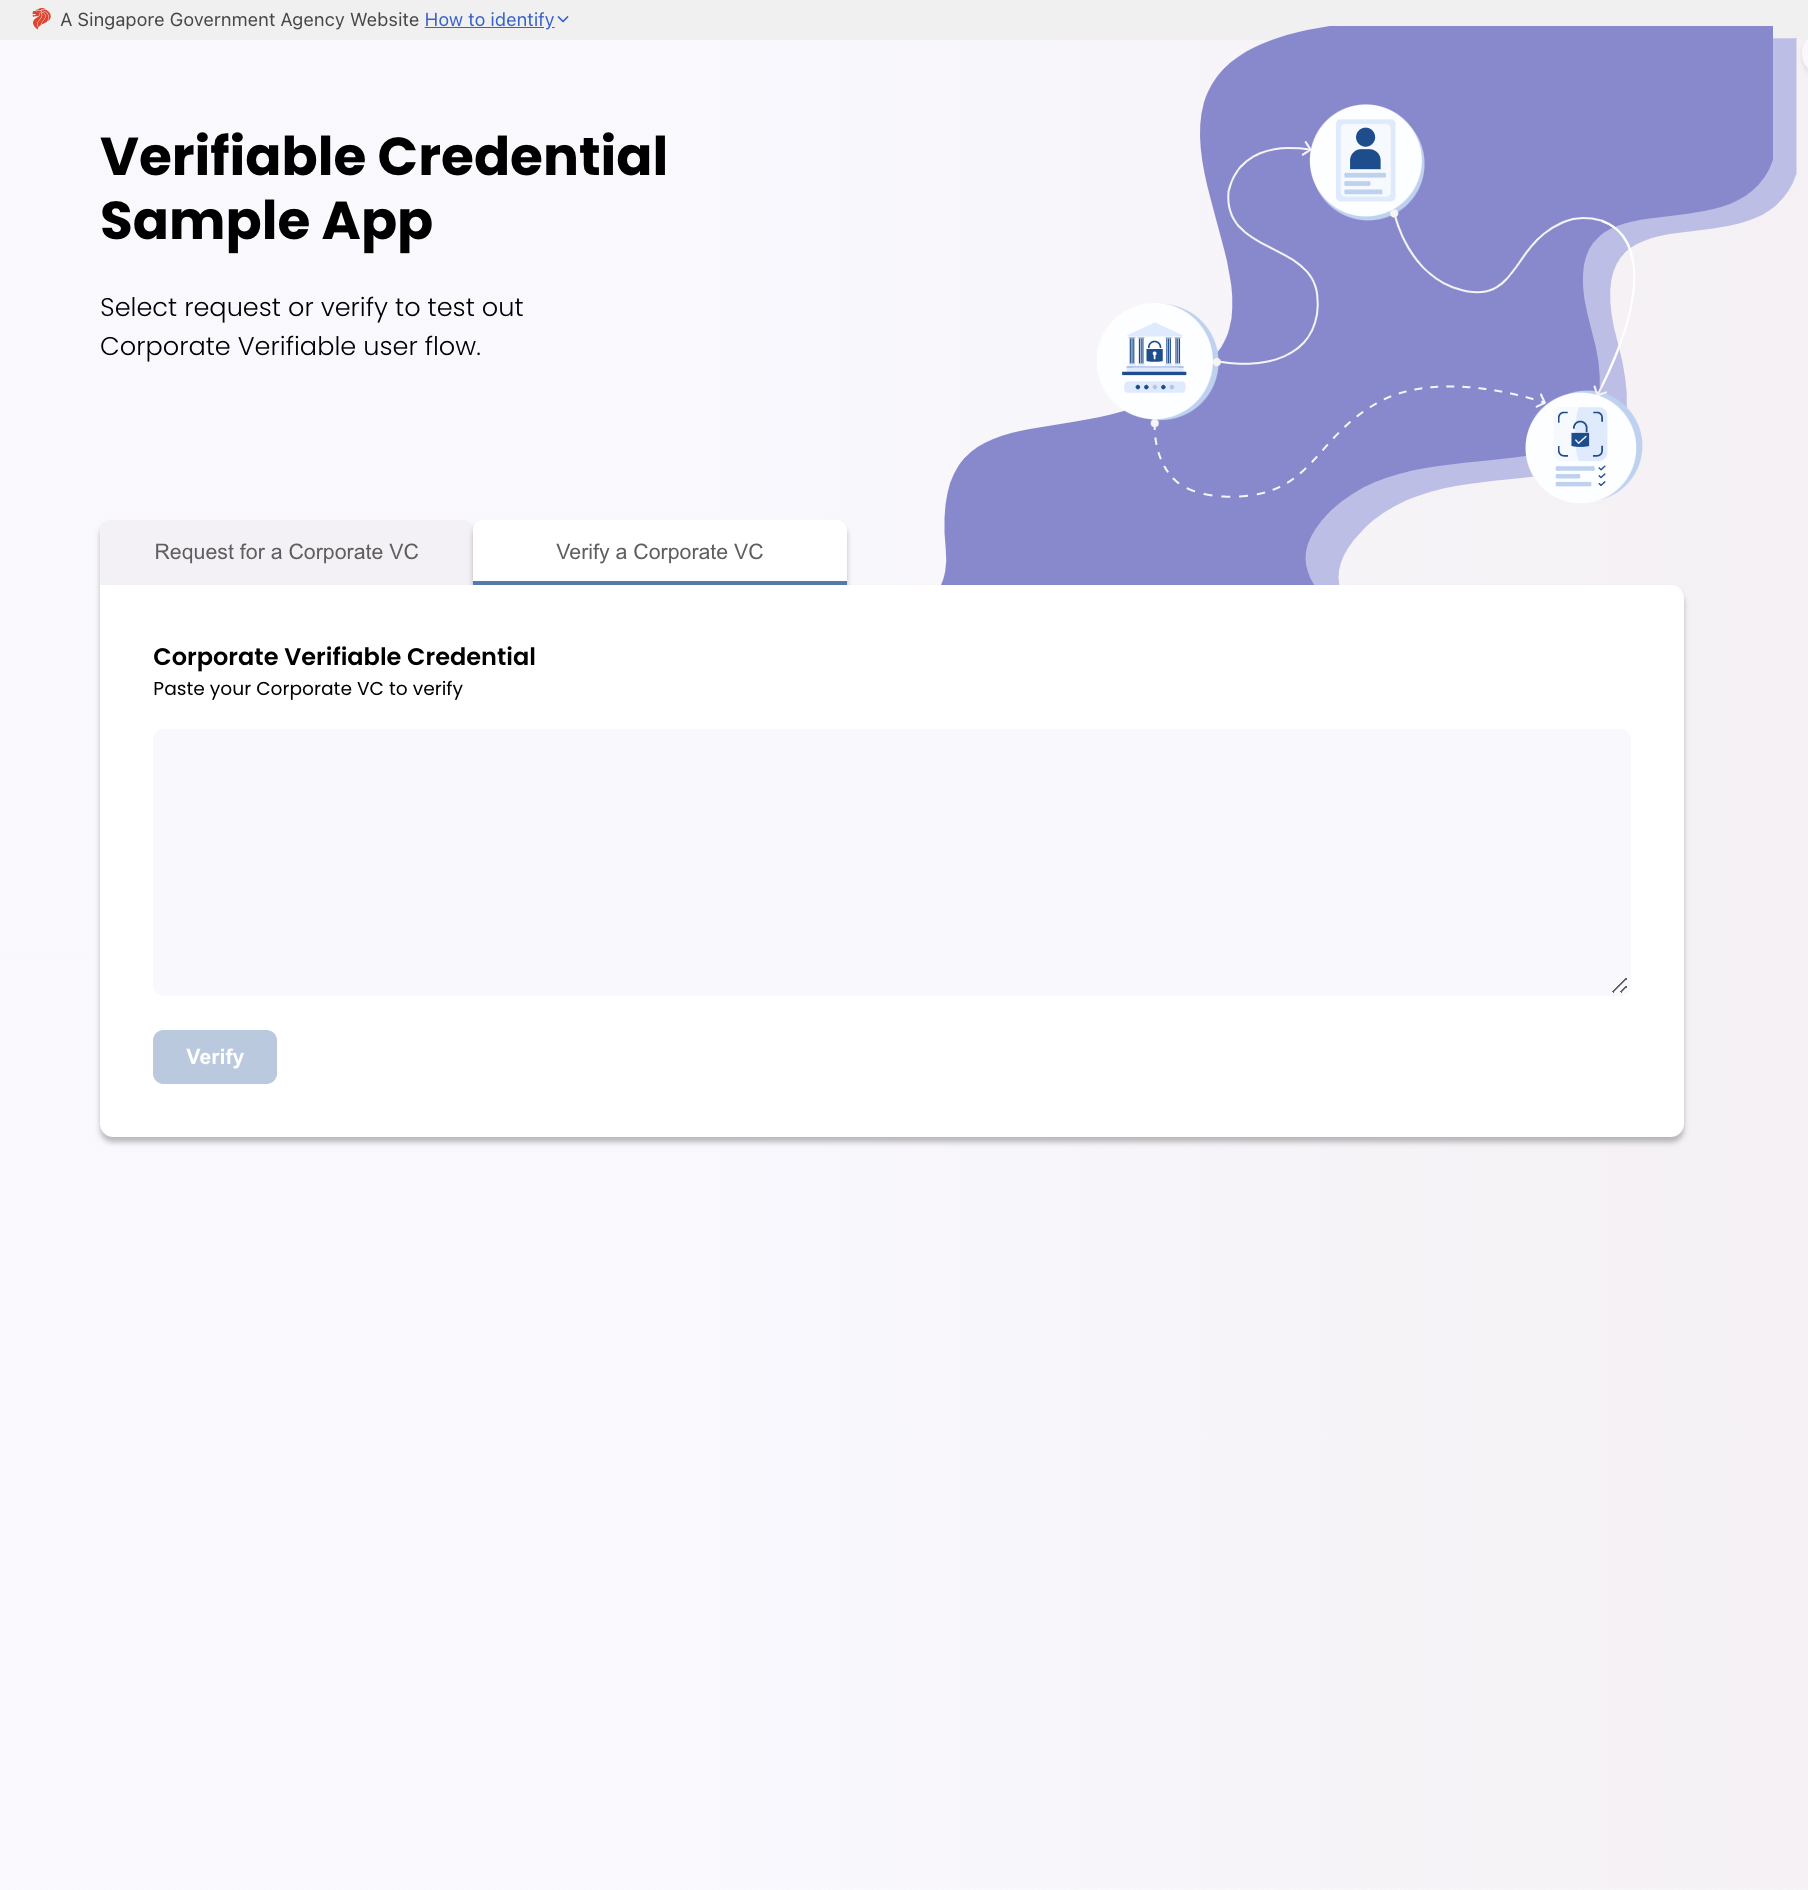 A Singapore Government Agency Website How to identify
Verifiable Credential
Sample App
Select request or verify to test out
Corporate Verifiable user flow.
Request for a Corporate VC
Verify a Corporate VC
Corporate Verifiable Credential
Paste your Corporate VC to verify
Verify